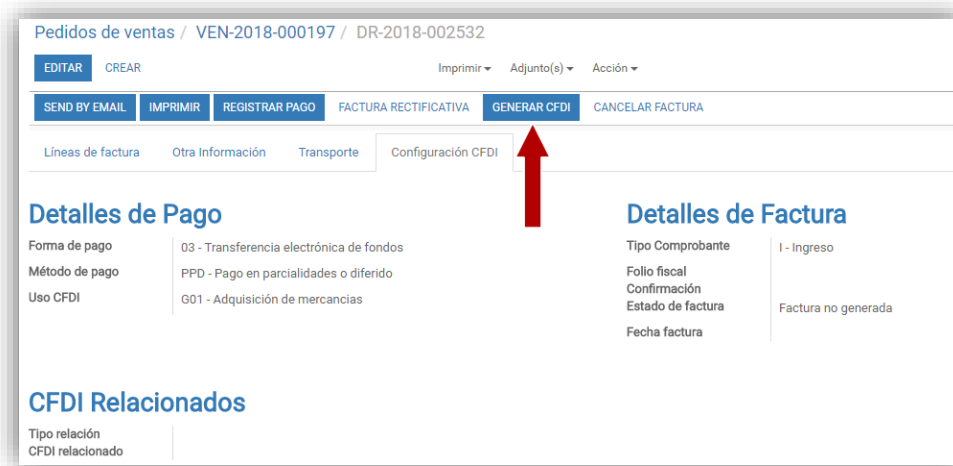 Pedidos de ventas / VEN-2018-000197 / DR-2018-002532
EDITAR CREAR Imprimir Adjunto(s) Acción
SEND BY EMAIL IMPRIMIR REGISTRAR PAGO FACTURA RECTIFICATIVA GENERAR CFDI CANCELAR FACTURA
Líneas de factura Otra Información Transporte Configuración CFDI
Detalles de Pago
Forma de pago 03 - Transferencia electrónica de fondos
Método de pago PPD - Pago en parcialidades o diferido
Uso CFDI G01 - Adquisición de mercancias
Detalles de Factura
Tipo Comprobante I - Ingreso
Folio fiscal
Confirmación
Estado de factura Factura no generada
Fecha factura
CFDI Relacionados
Tipo relación
CFDI relacionado